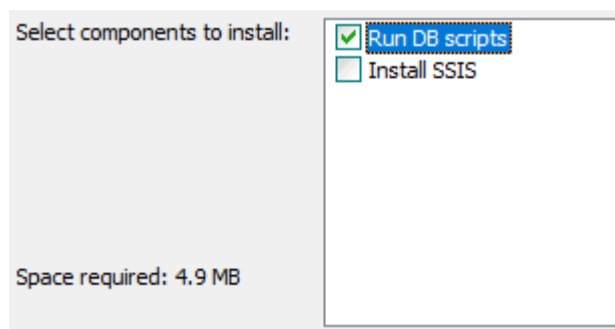 Select components to install:
Run DB scripts
Install SSIS
Space required: 4.9 MB